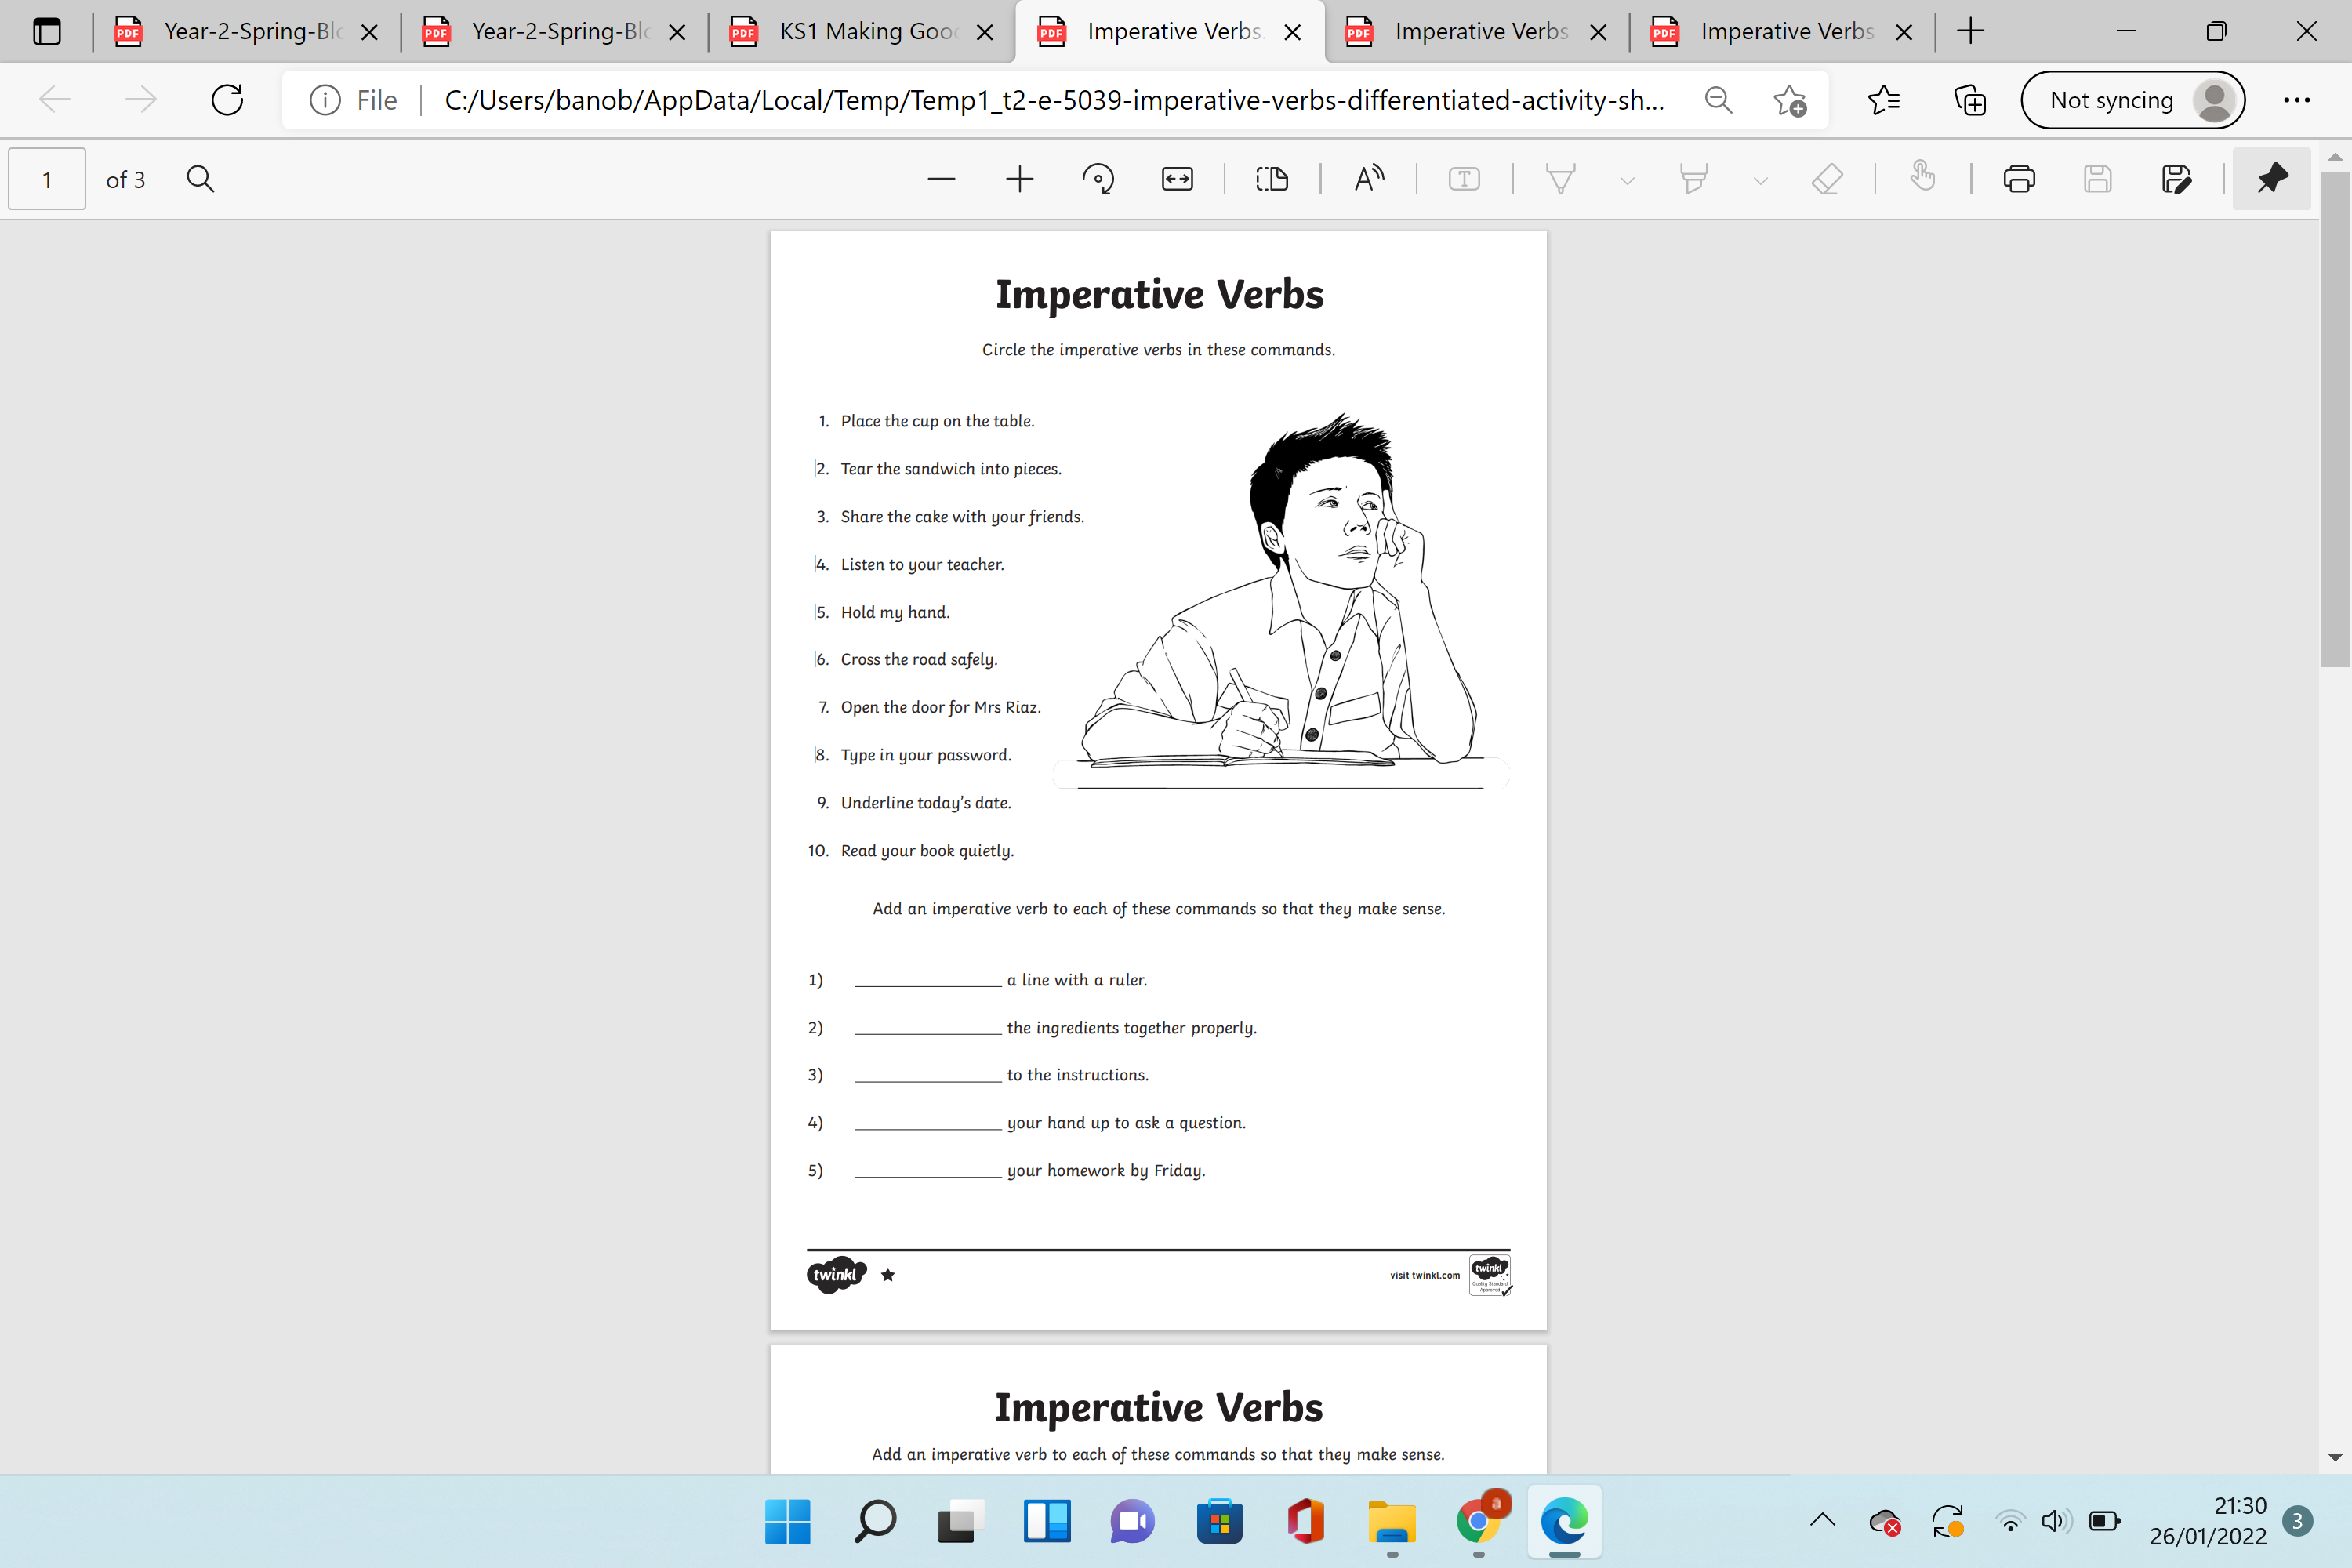 Year-2-Spring-Blo
Year-2-Spring-Blo
KS1 Making Good
Imperative Verbs.
Imperative Verbs
Imperative Verbs
File
C:/Users/banob/AppData/Local/Temp/Temp1_t2-e-5039-imperative-verbs-differentiated-activity-sh...
Not syncing
1 of 3
Imperative Verbs
Circle the imperative verbs in these commands.
1. Place the cup on the table.
2. Tear the sandwich into pieces.
3. Share the cake with your friends.
4. Listen to your teacher.
5. Hold my hand.
6. Cross the road safely.
7. Open the door for Mrs Riaz.
8. Type in your password.
9. Underline today's date.
10. Read your book quietly.
Add an imperative verb to each of these commands so that they make sense.
1) ________________ a line with a ruler.
2) ________________ the ingredients together properly.
3) ________________ to the instructions.
4) ________________ your hand up to ask a question.
5) ________________ your homework by Friday.
twinkl
visit twinkl.com
twinkl
Quality Standard
Approved
Imperative Verbs
Add an imperative verb to each of these commands so that they make sense.
21:30
26/01/2022
3